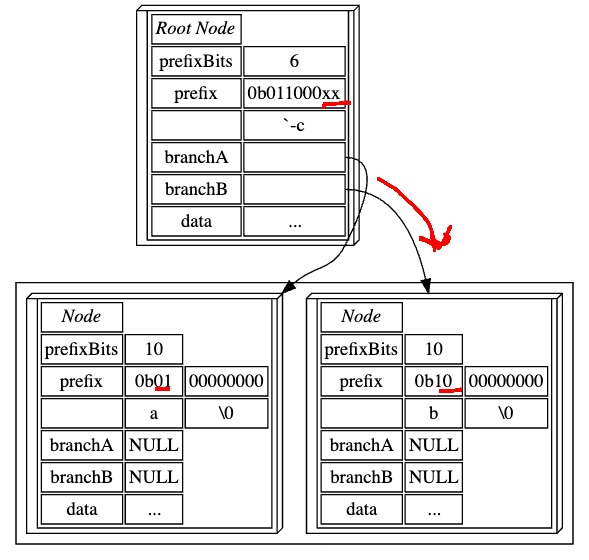 Root Node
prefixBits 6
prefix 0b011000xx
`-c
branchA
branchB
data ...
Node
prefixBits 10
prefix 0b01 00000000
a \0
branchA NULL
branchB NULL
data ...
Node
prefixBits 10
prefix 0b10 00000000
b \0
branchA NULL
branchB NULL
data ...